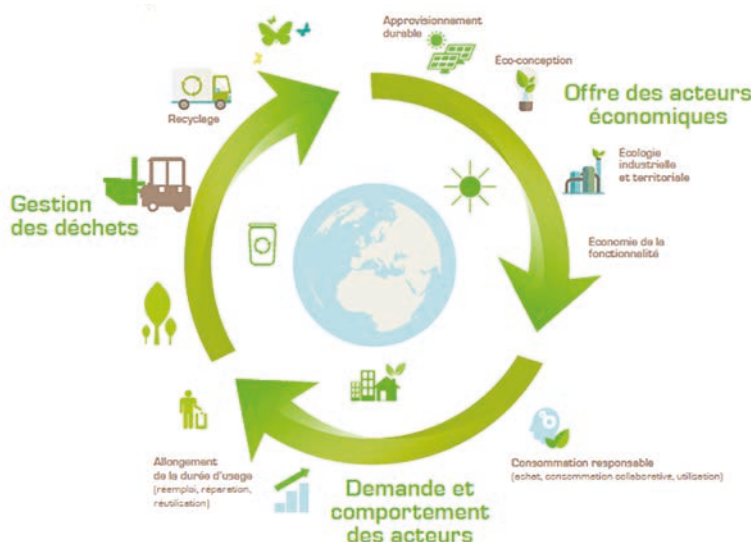 Approvisionnement
durable
Éco-conception
Offre des acteurs
économiques
Écologie
industrielle
et territoriale
Économie de la
fonctionnalité
Consommation responsable
(achat, consommation collaborative, utilisation)
Demande et
comportement
des acteurs
Allongement
de la durée d'usage
(réemploi, réparation,
réutilisation)
Gestion
des déchets
Recyclage